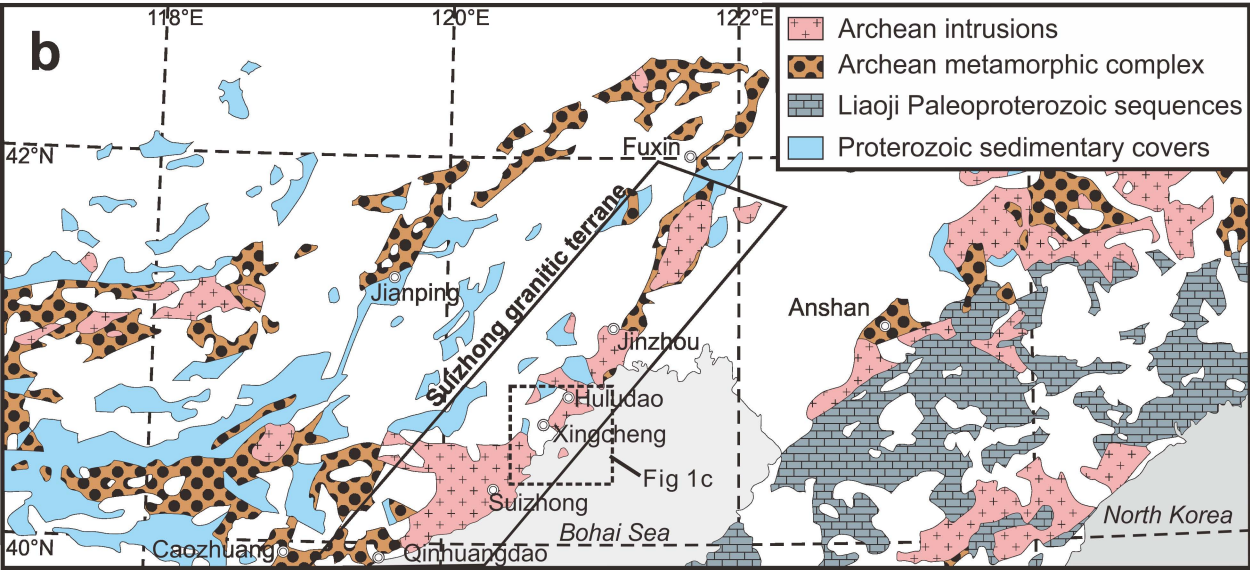 118°E
120°E
122°E
b
Archean intrusions
Archean metamorphic complex
Liaoji Paleoproterozoic sequences
Proterozoic sedimentary covers
42°N
Fuxin
Suizhong granitic terrane
Jianping
Anshan
Jinzhou
Huludao
Xingcheng
Fig 1c
Suizhong
North Korea
Bohai Sea
40°N
Caozhuang
Qinhuangdao